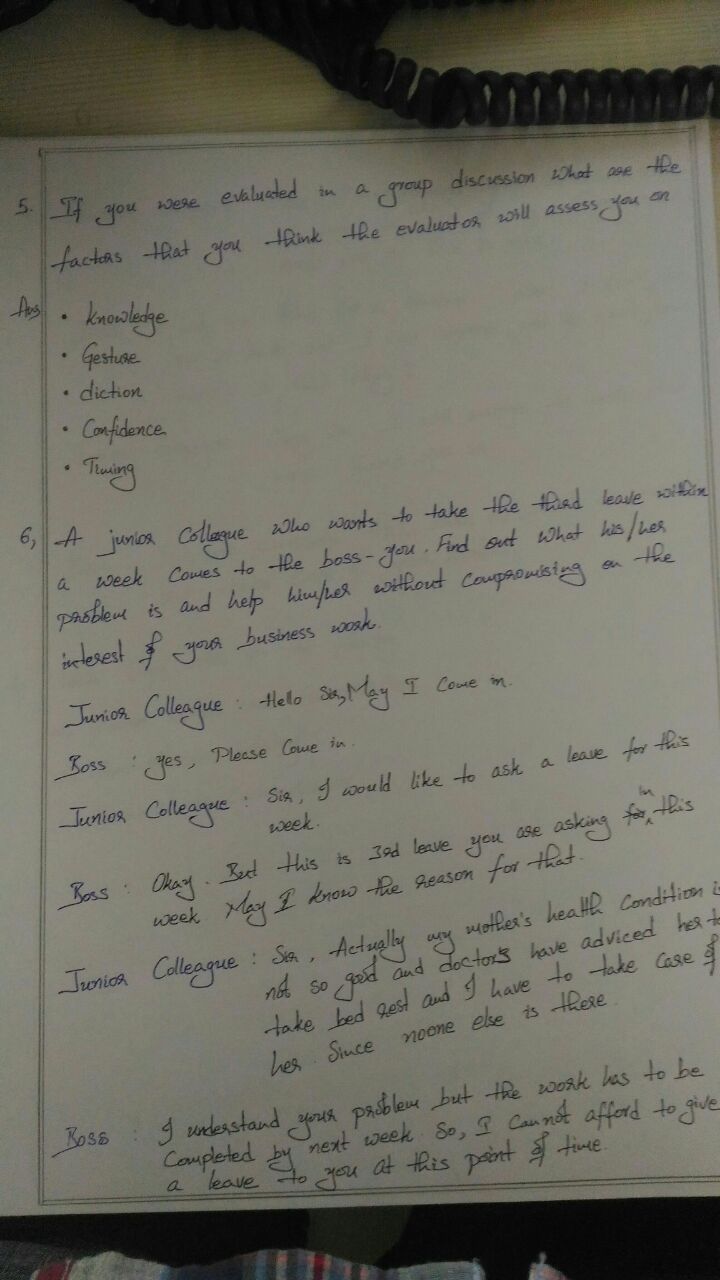 5. If you were evaluated in a group discussion what are the
factors that you think the evaluator will assess you on
Ans • Knowledge
• Gesture
• diction
• Confidence
• Timing
6, A junior Colleague who wants to take the third leave within
a week comes to the boss - you. Find out what his/her
problem is and help him/her without compromising on the
interest of your business work.
Junior Colleague : Hello Sir, May I Come in.
Boss : yes, Please Come in.
Junior Colleague : Sir, I would like to ask a leave for this
week.
Boss : Okay. But this is 3rd leave you are asking for in this
week. May I know the reason for that.
Junior Colleague : Sir, Actually my mother's health condition is
not so good and doctors have adviced her to
take bed rest and I have to take care of
her. Since noone else is there.
Boss : I understand your problem but the work has to be
Completed by next week. So, I cannot afford to give
a leave to you at this point of time.